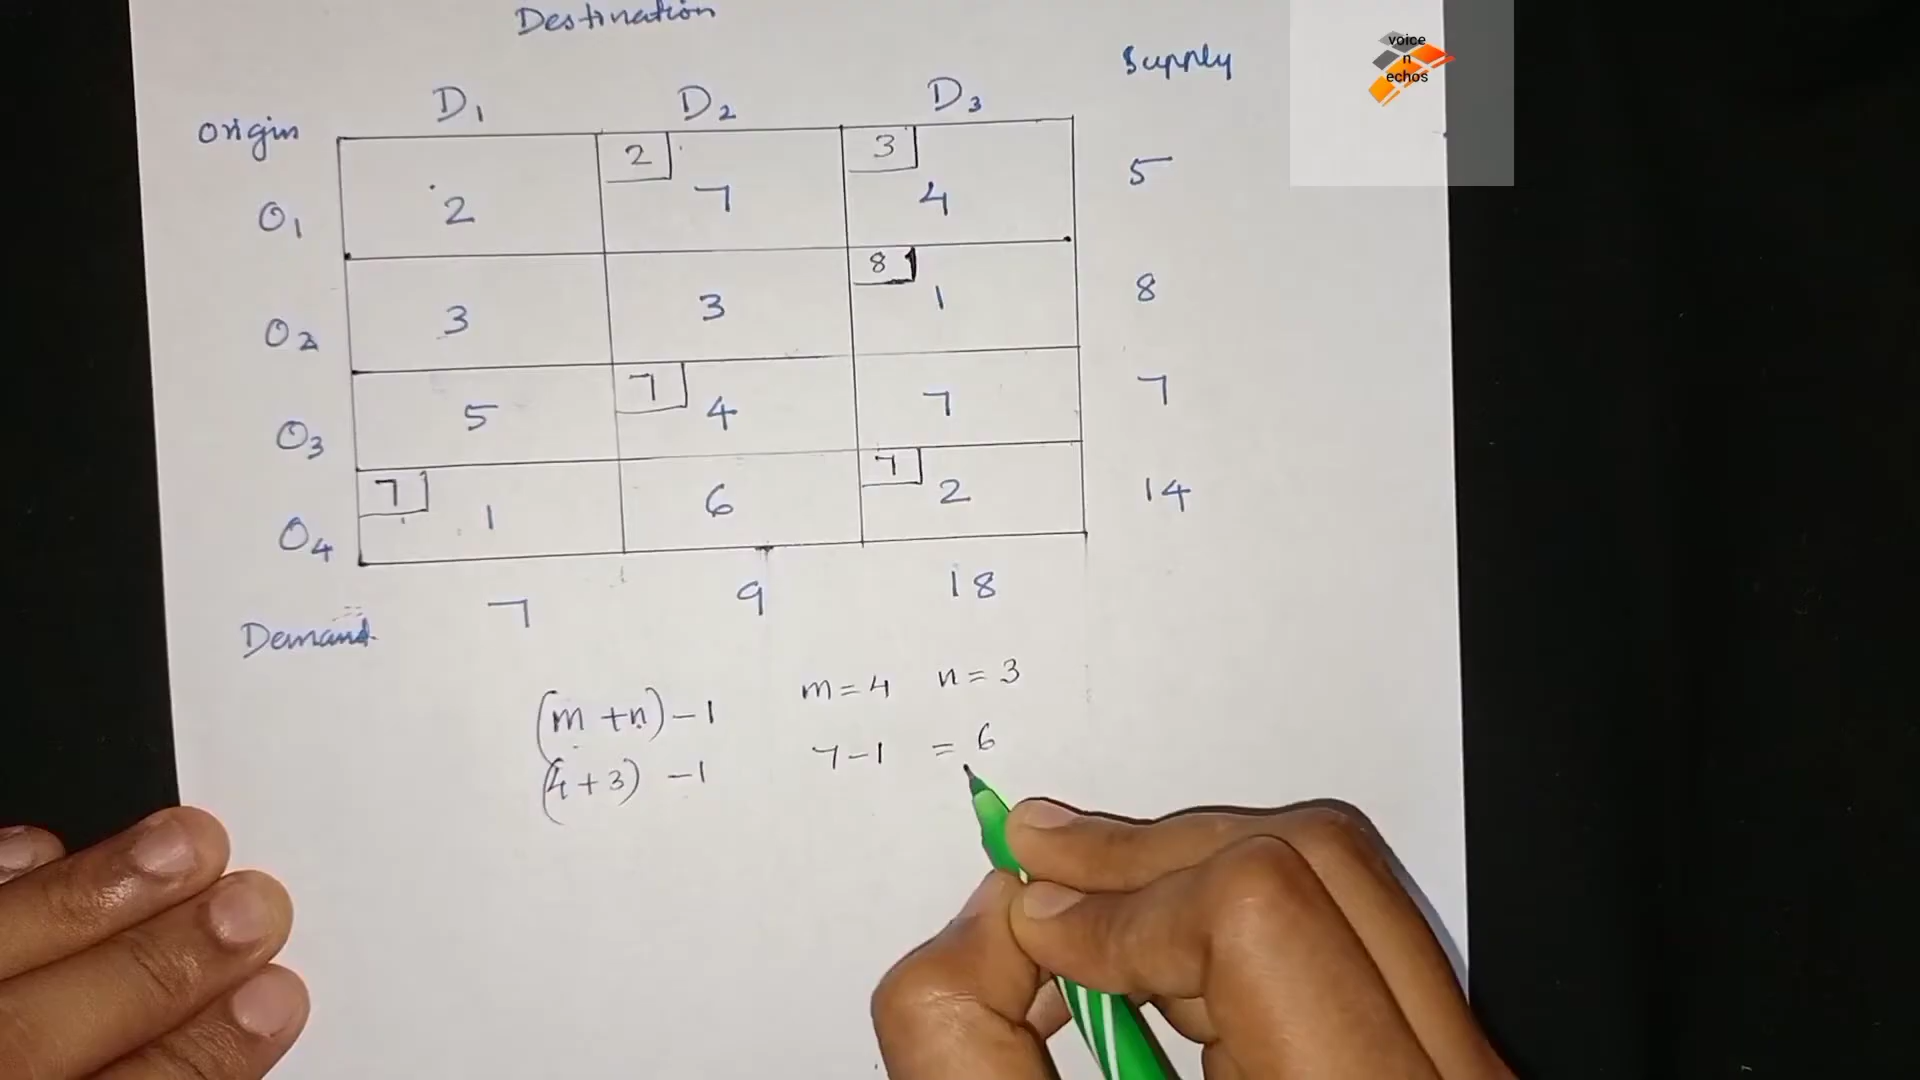 Destination
voice
n
echos
Supply
Origin D1 D2 D3
2 3
O1 2 7 4 5
8
O2 3 3 1 8
7
O3 5 4 7 7
7 7
O4 1 6 2 14
Demand 7 9 18
(m + n) - 1 m = 4 n = 3
(4 + 3) - 1 7 - 1 = 6